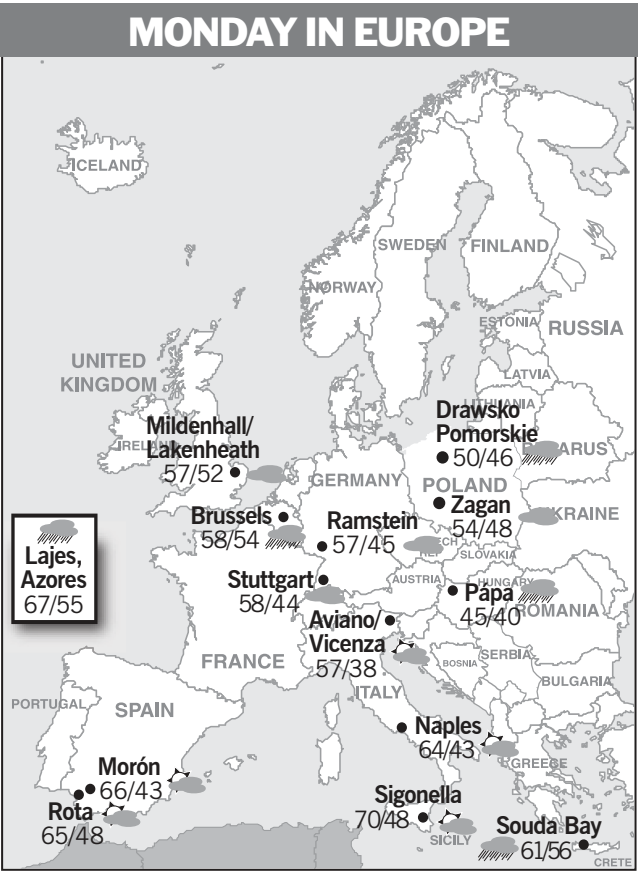 MONDAY IN EUROPE
ICELAND
SWEDEN
FINLAND
NORWAY
ESTONIA
RUSSIA
LATVIA
LITHUANIA
UNITED
KINGDOM
IRELAND
Mildenhall/
Lakenheath
57/52
Drawsko
Pomorskie
50/46
ARUS
GERMANY
POLAND
Zagan
54/48
KRAINE
Brussels
58/54
Ramstein
57/45
CH
REP
SLOVAKIA
Lajes,
Azores
67/55
Stuttgart
58/44
AUSTRIA
HUNGARY
Pápa
45/40
ROMANIA
Aviano/
Vicenza
57/38
FRANCE
BOSNIA
SERBIA
BULGARIA
ITALY
PORTUGAL
SPAIN
Naples
64/43
GREECE
Morón
66/43
Rota
65/48
Sigonella
70/48
SICILY
Souda Bay
61/56
CRETE